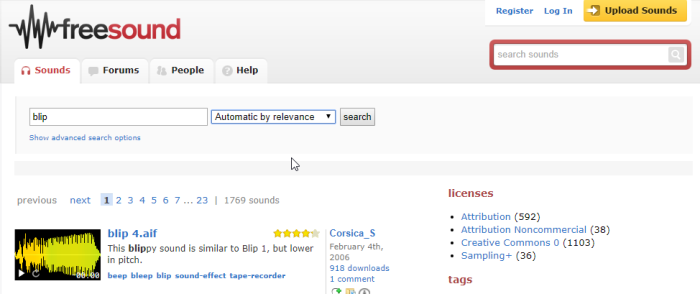 freesound
Register Log In Upload Sounds
search sounds
Sounds Forums People ? Help
blip Automatic by relevance search
Show advanced search options
previous next 1 2 3 4 5 6 7 ... 23 | 1769 sounds
blip 4.aif
This blippy sound is similar to Blip 1, but lower
in pitch.
beep bleep blip sound-effect tape-recorder
00:00
Corsica_S
February 4th,
2006
918 downloads
1 comment
licenses
Attribution (592)
Attribution Noncommercial (38)
Creative Commons 0 (1103)
Sampling+ (36)
tags